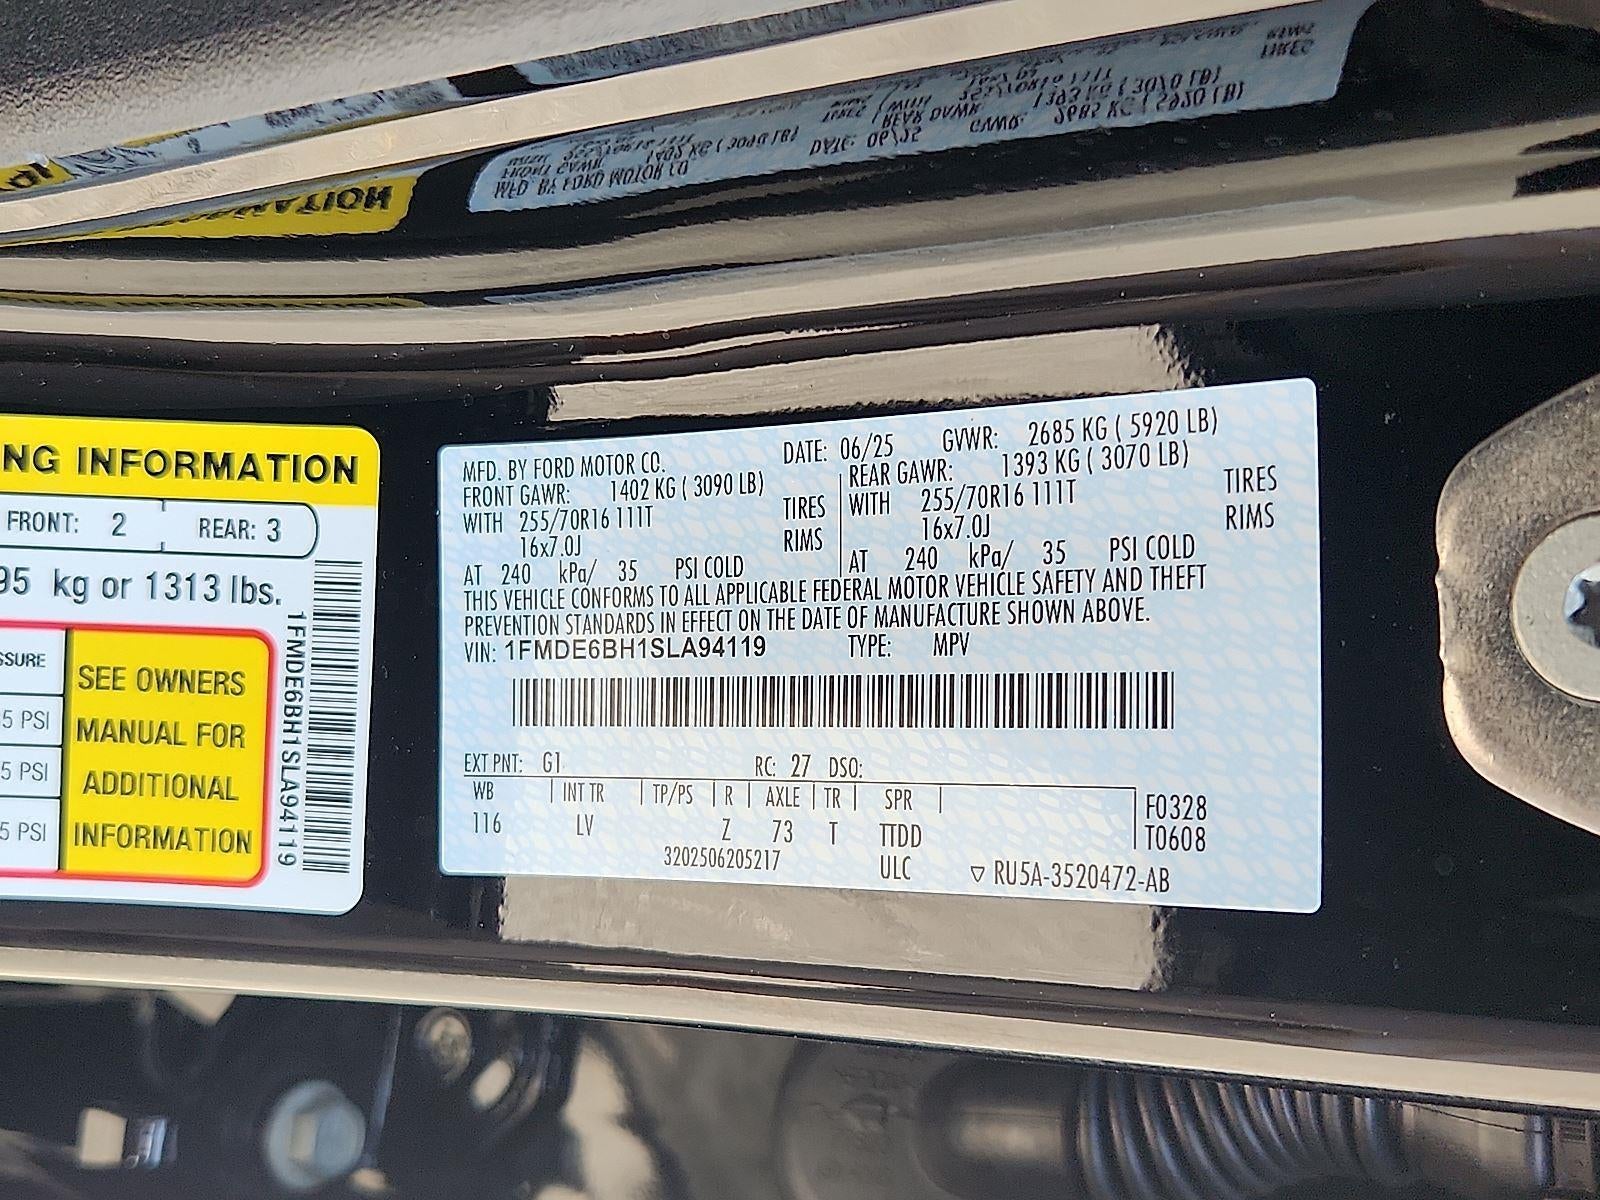 NG INFORMATION
FRONT: 2 REAR: 3
95 kg or 1313 lbs.
SSURE
5 PSI
5 PSI
5 PSI
SEE OWNERS
MANUAL FOR
ADDITIONAL
INFORMATION
1FMDE6BH1SLA94119
MFD. BY FORD MOTOR CO. DATE: 06/25 GVWR: 2685 KG ( 5920 LB)
FRONT GAWR: 1402 KG ( 3090 LB) REAR GAWR: 1393 KG ( 3070 LB)
WITH 255/70R16 111T TIRES WITH 255/70R16 111T TIRES
16x7.0J RIMS 16x7.0J RIMS
AT 240 kPa/ 35 PSI COLD AT 240 kPa/ 35 PSI COLD
THIS VEHICLE CONFORMS TO ALL APPLICABLE FEDERAL MOTOR VEHICLE SAFETY AND THEFT
PREVENTION STANDARDS IN EFFECT ON THE DATE OF MANUFACTURE SHOWN ABOVE.
VIN: 1FMDE6BH1SLA94119 TYPE: MPV
EXT PNT: G1 RC: 27 DSO:
WB INT TR TP/PS R AXLE TR SPR F0328
116 LV Z 73 T TTDD T0608
3202506205217 ULC ▽ RU5A-3520472-AB